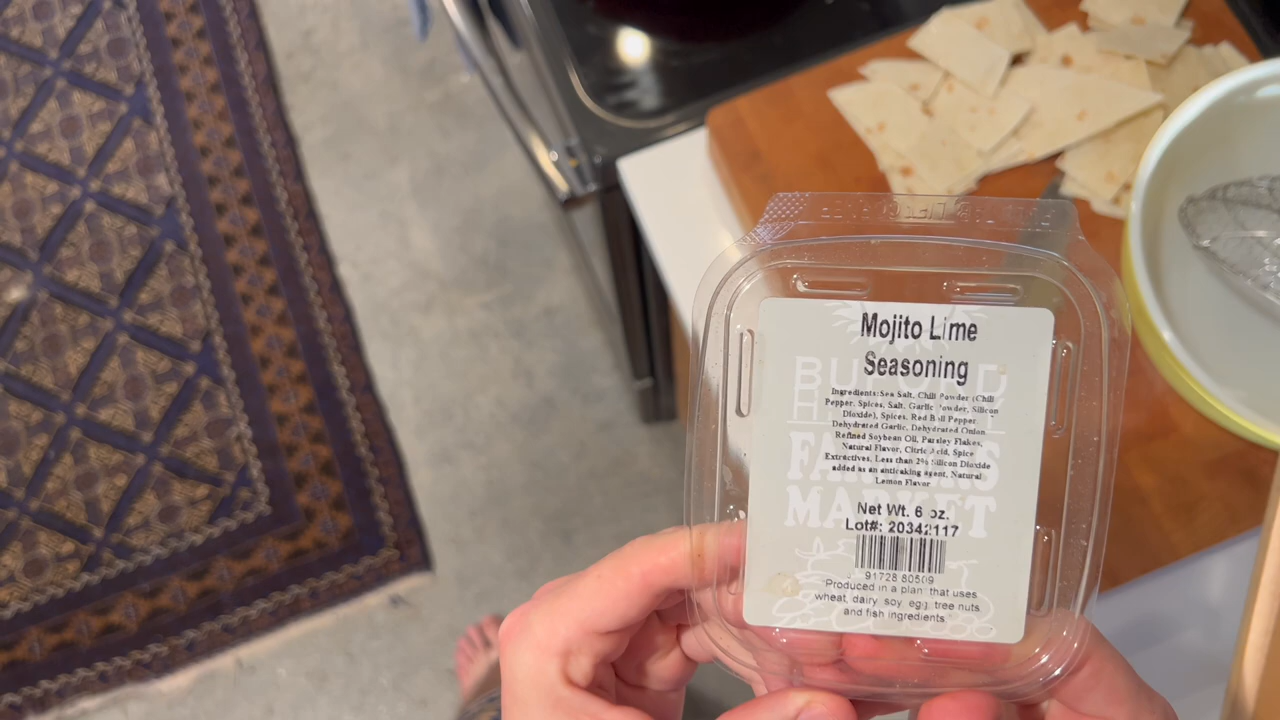 Mojito Lime
Seasoning
BUFORD
FARMERS
MARKET
Ingredients: Sea Salt, Chili Powder (Chili
Pepper, Spices, Salt, Garlic Powder, Silicon
Dioxide), Spices, Red Bell Pepper
Dehydrated Garlic, Dehydrated Onion
Refined Soybean Oil, Parsley Flakes,
Natural Flavor, Citric Acid, Spice
Extractives, Less than 2% Silicon Dioxide
added as an anticaking agent, Natural
Lemon Flavor
Net Wt. 6 oz.
Lot#: 20342117
91728 80509
Produced in a plant that uses
wheat, dairy soy egg, tree nuts
and fish ingredients